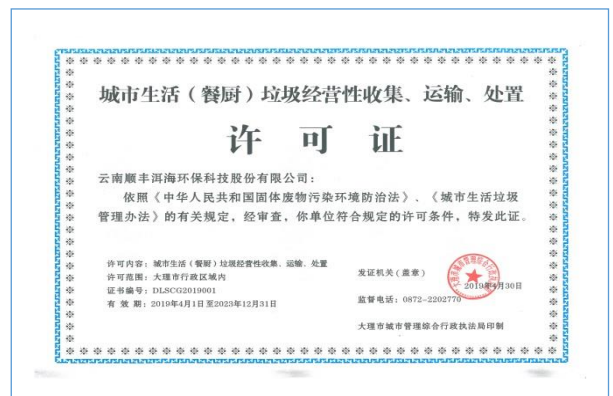 城市生活（餐厨）垃圾经营性收集、运输、处置
许 可 证
云南顺丰洱海环保科技股份有限公司：
依照《中华人民共和国固体废物污染环境防治法》、《城市生活垃圾
管理办法》的有关规定，经审查，你单位符合规定的许可条件，特发此证。
许可内容：城市生活（餐厨）垃圾经营性收集、运输、处置
许可范围：大理市行政区域内
证书编号：DLSCG2019001
有 效 期：2019年4月1日至2023年12月31日
发证机关（盖章）
2019年4月30日
监督电话：0872-2202770
大理市城市管理综合行政执法局印制